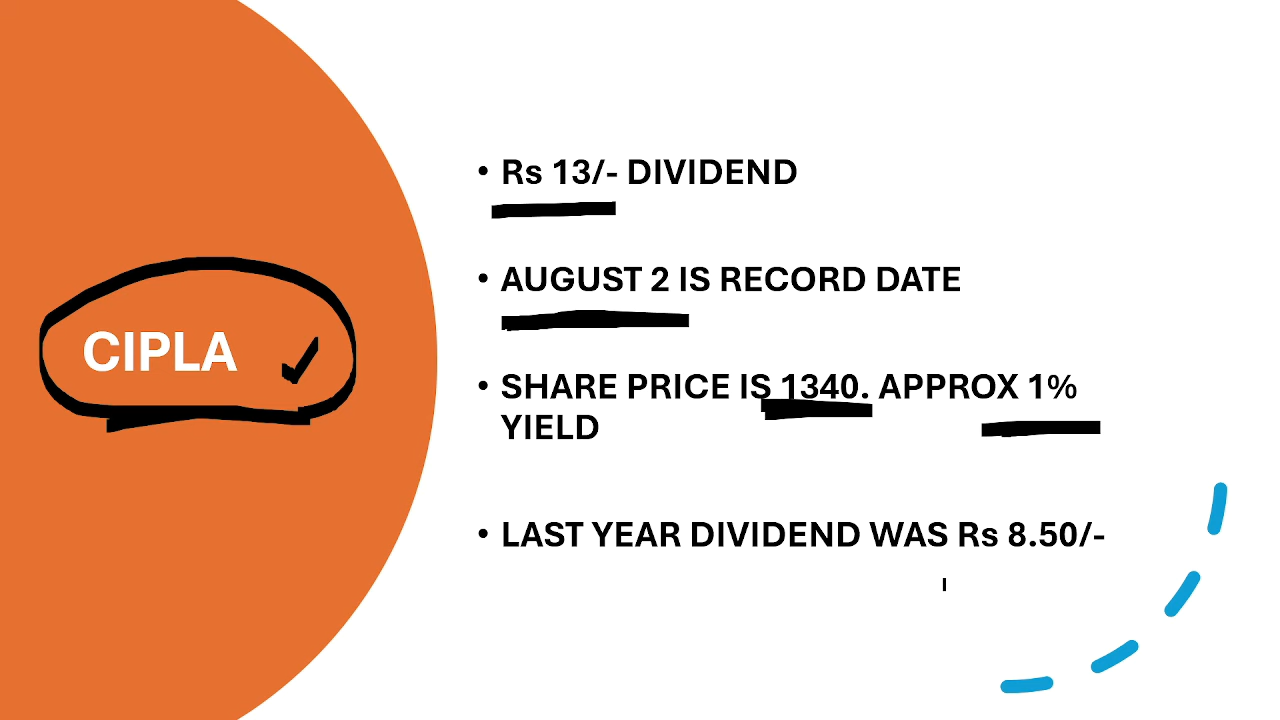 CIPLA
• Rs 13/- DIVIDEND
• AUGUST 2 IS RECORD DATE
• SHARE PRICE IS 1340. APPROX 1%
YIELD
• LAST YEAR DIVIDEND WAS Rs 8.50/-